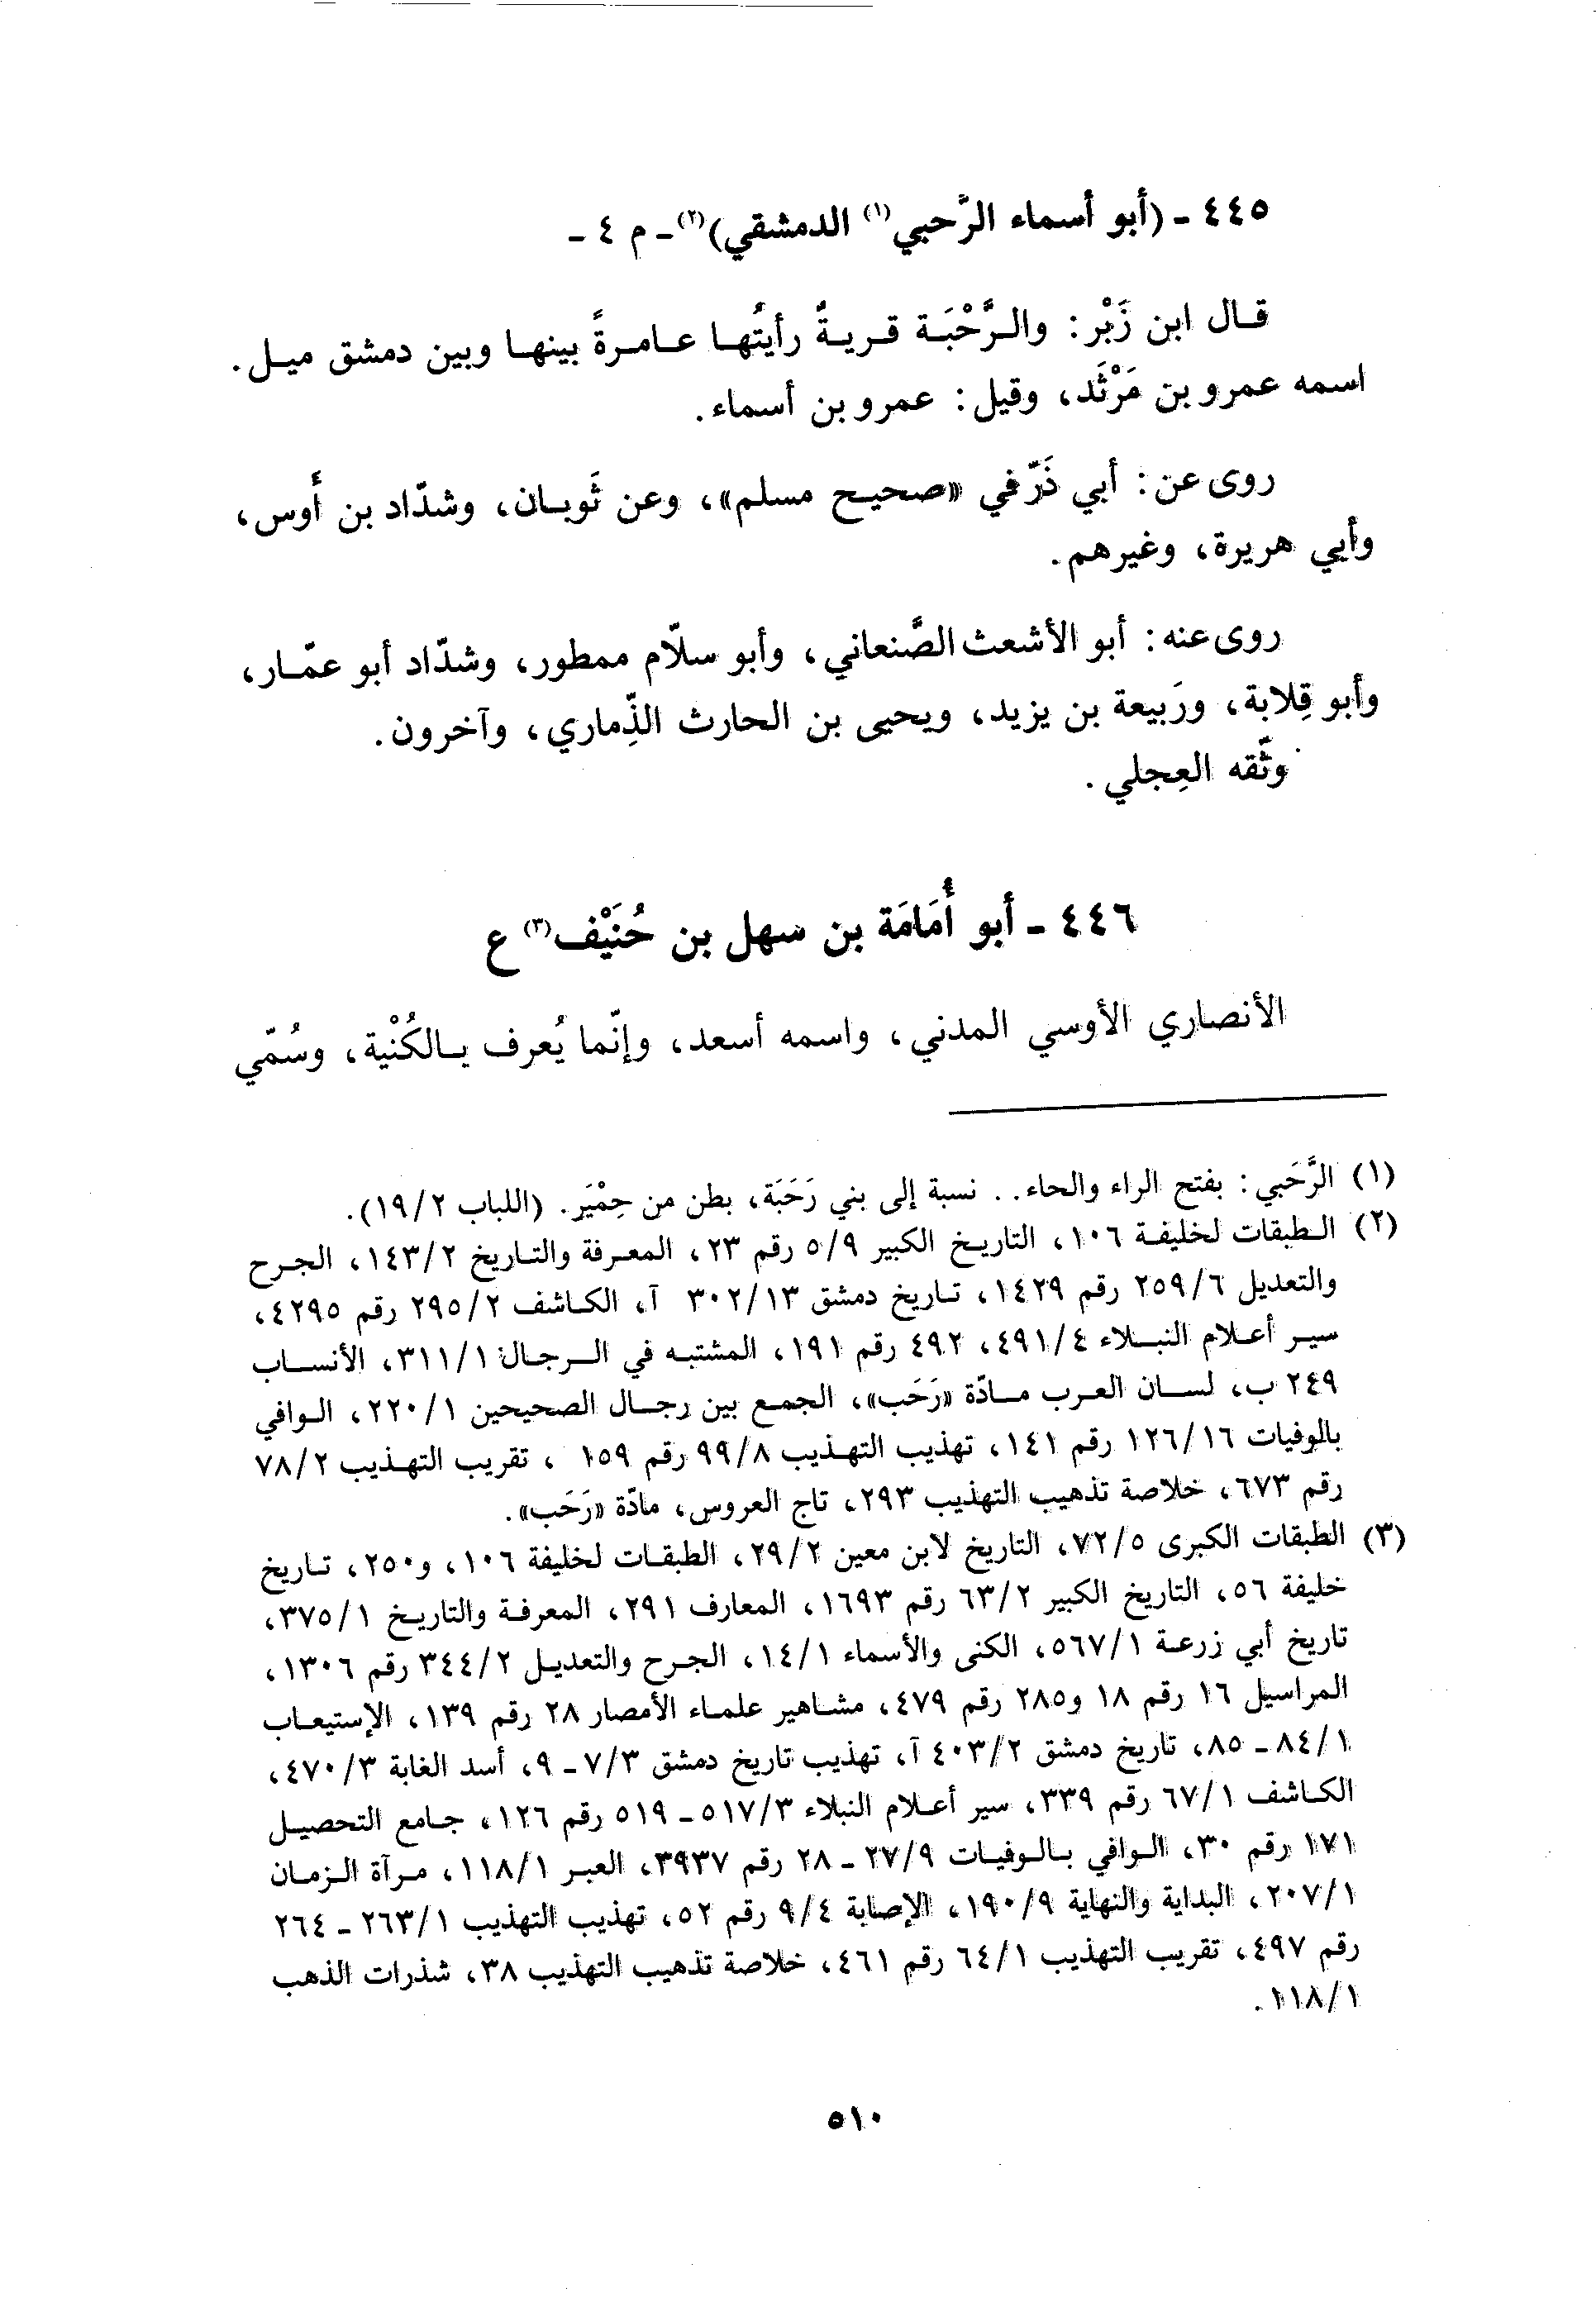 ٤٤٥ - (أبو أسماء الرَّحبي(١) الدمشقي)(٢) - م ٤ -
قال ابن زَبْر: والرَّحْبَة قريةٌ رأيتُها عامرةً بينها وبين دمشق ميل.
اسمه عمرو بن مَرْثَد، وقيل: عمرو بن أسماء.
روى عن: أبي ذَرّ في «صحيح مسلم»، وعن ثَوبان، وشدّاد بن أَوس،
وأبي هريرة، وغيرهم.
روى عنه: أبو الأشعث الصَّنعاني، وأبو سلاّم ممطور، وشدّاد أبو عمّار،
وأبو قِلابة، ورَبيعة بن يزيد، ويحيى بن الحارث الذِّماري، وآخرون.
وثَّقه العِجلي.
٤٤٦ - أبو أُمَامَة بن سهل بن حُنَيْف(٣) ع
الأنصاري الأوسي المدني، واسمه أسعد، وإنّما يُعرف بالكُنْية، وسُمّي
(١) الرَّحَبي: بفتح الراء والحاء.. نسبة إلى بني رَحَبَة، بطن من حِمْيَر. (اللباب ١٩/٢).
(٢) الطبقات لخليفة ١٠٦، التاريخ الكبير ٥/٩ رقم ٢٣، المعرفة والتاريخ ١٤٣/٢، الجرح
والتعديل ٢٥٩/٦ رقم ١٤٢٩، تاريخ دمشق ٣٠٢/١٣ آ، الكاشف ٢٩٥/٢ رقم ٤٢٩٥،
سير أعلام النبلاء ٤٩١/٤، ٤٩٢ رقم ١٩١، المشتبه في الرجال ٣١١/١، الأنساب
٢٤٩ ب، لسان العرب مادّة «رَحَب»، الجمع بين رجال الصحيحين ٢٢٠/١، الوافي
بالوفيات ١٢٦/١٦ رقم ١٤١، تهذيب التهذيب ٩٩/٨ رقم ١٥٩ ، تقريب التهذيب ٧٨/٢
رقم ٦٧٣، خلاصة تذهيب التهذيب ٢٩٣، تاج العروس، مادّة «رَحَب».
(٣) الطبقات الكبرى ٧٢/٥، التاريخ لابن معين ٢٩/٢، الطبقات لخليفة ١٠٦، و٢٥٠، تاريخ
خليفة ٥٦، التاريخ الكبير ٦٣/٢ رقم ١٦٩٣، المعارف ٢٩١، المعرفة والتاريخ ٣٧٥/١،
تاريخ أبي زرعة ٥٦٧/١، الكنى والأسماء ١٤/١، الجرح والتعديل ٣٤٤/٢ رقم ١٣٠٦،
المراسيل ١٦ رقم ١٨ و٢٨٥ رقم ٤٧٩، مشاهير علماء الأمصار ٢٨ رقم ١٣٩، الإستيعاب
٨٤/١ - ٨٥، تاريخ دمشق ٤٠٣/٢ آ، تهذيب تاريخ دمشق ٧/٣ - ٩، أسد الغابة ٤٧٠/٣،
الكاشف ٦٧/١ رقم ٣٣٩، سير أعلام النبلاء ٥١٧/٣ - ٥١٩ رقم ١٢٦، جامع التحصيل
١٧١ رقم ٣٠، الوافي بالوفيات ٢٧/٩ - ٢٨ رقم ٣٩٣٧، العبر ١١٨/١، مرآة الزمان
٢٠٧/١، البداية والنهاية ١٩٠/٩، الإصابة ٩/٤ رقم ٥٢، تهذيب التهذيب ٢٦٣/١ - ٢٦٤
رقم ٤٩٧، تقريب التهذيب ٦٤/١ رقم ٤٦١، خلاصة تذهيب التهذيب ٣٨، شذرات الذهب
١١٨/١.
٥١٠